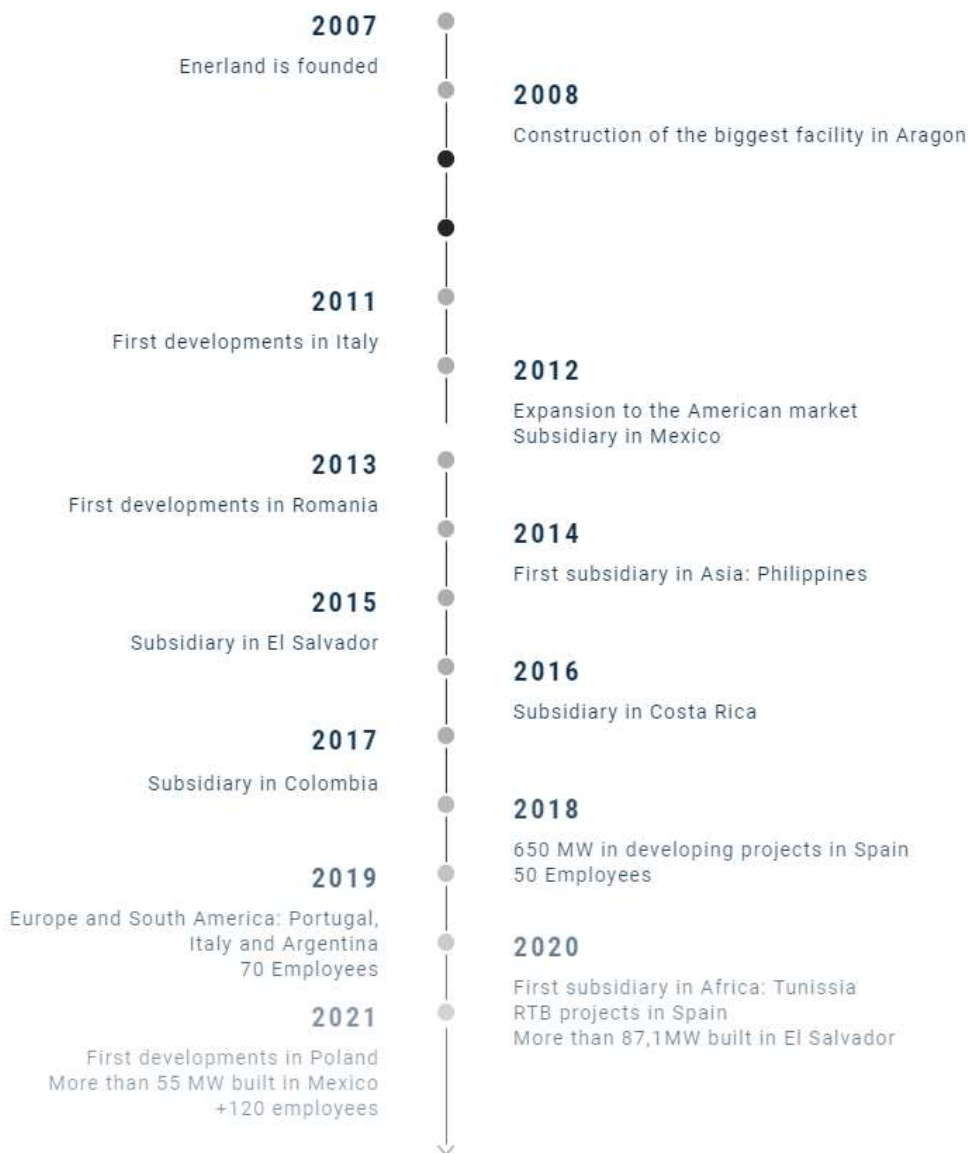 2007
Enerland is founded
2008
Construction of the biggest facility in Aragon
2011
First developments in Italy
2012
Expansion to the American market
Subsidiary in Mexico
2013
First developments in Romania
2014
First subsidiary in Asia: Philippines
2015
Subsidiary in El Salvador
2016
Subsidiary in Costa Rica
2017
Subsidiary in Colombia
2018
650 MW in developing projects in Spain
50 Employees
2019
Europe and South America: Portugal,
Italy and Argentina
70 Employees
2020
First subsidiary in Africa: Tunissia
RTB projects in Spain
More than 87,1MW built in El Salvador
2021
First developments in Poland
More than 55 MW built in Mexico
+120 employees